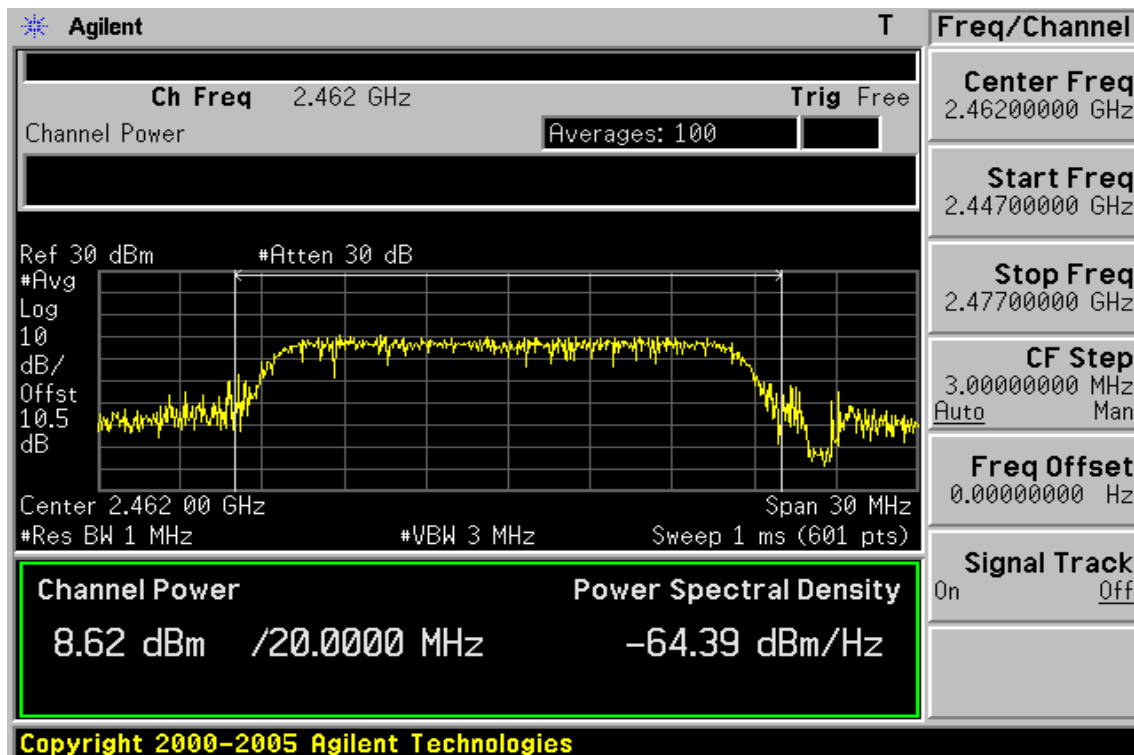 Agilent T Freq/Channel
Ch Freq 2.462 GHz Trig Free
Channel Power Averages: 100
Center Freq
2.46200000 GHz
Start Freq
2.44700000 GHz
Ref 30 dBm #Atten 30 dB
#Avg
Log
10
dB/
Offst
10.5
dB
Stop Freq
2.47700000 GHz
CF Step
3.00000000 MHz
Auto Man
Freq Offset
0.00000000 Hz
Center 2.462 00 GHz Span 30 MHz
#Res BW 1 MHz #VBW 3 MHz Sweep 1 ms (601 pts)
Signal Track
On Off
Channel Power Power Spectral Density
8.62 dBm /20.0000 MHz -64.39 dBm/Hz
Copyright 2000-2005 Agilent Technologies